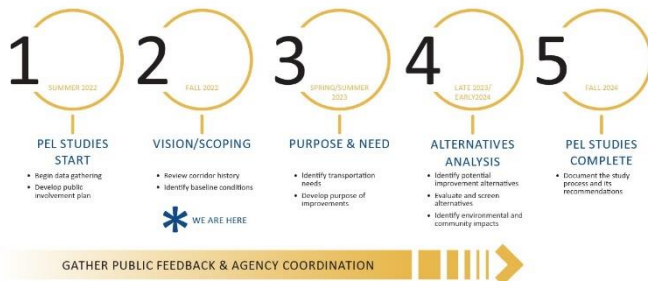 1
SUMMER 2022
PEL STUDIES
START
• Begin data gathering
• Develop public
involvement plan
2
FALL 2022
VISION/SCOPING
• Review corridor history
• Identify baseline conditions
* WE ARE HERE
3
SPRING/SUMMER
2023
PURPOSE & NEED
• Identify transportation
needs
• Develop purpose of
improvements
4
LATE 2023/
EARLY2024
ALTERNATIVES
ANALYSIS
• Identify potential
improvement alternatives
• Evaluate and screen
alternatives
• Identify environmental and
community impacts
5
FALL 2024
PEL STUDIES
COMPLETE
• Document the study
process and its
recommendations
GATHER PUBLIC FEEDBACK & AGENCY COORDINATION